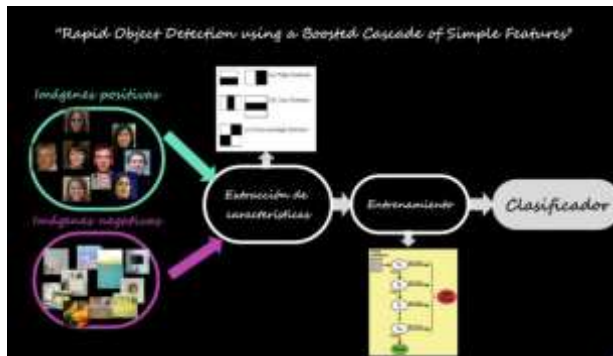 "Rapid Object Detection using a Boosted Cascade of Simple Features"
Imágenes positivas
Extracción de
características
Entrenamiento
Clasificador
Imágenes negativas